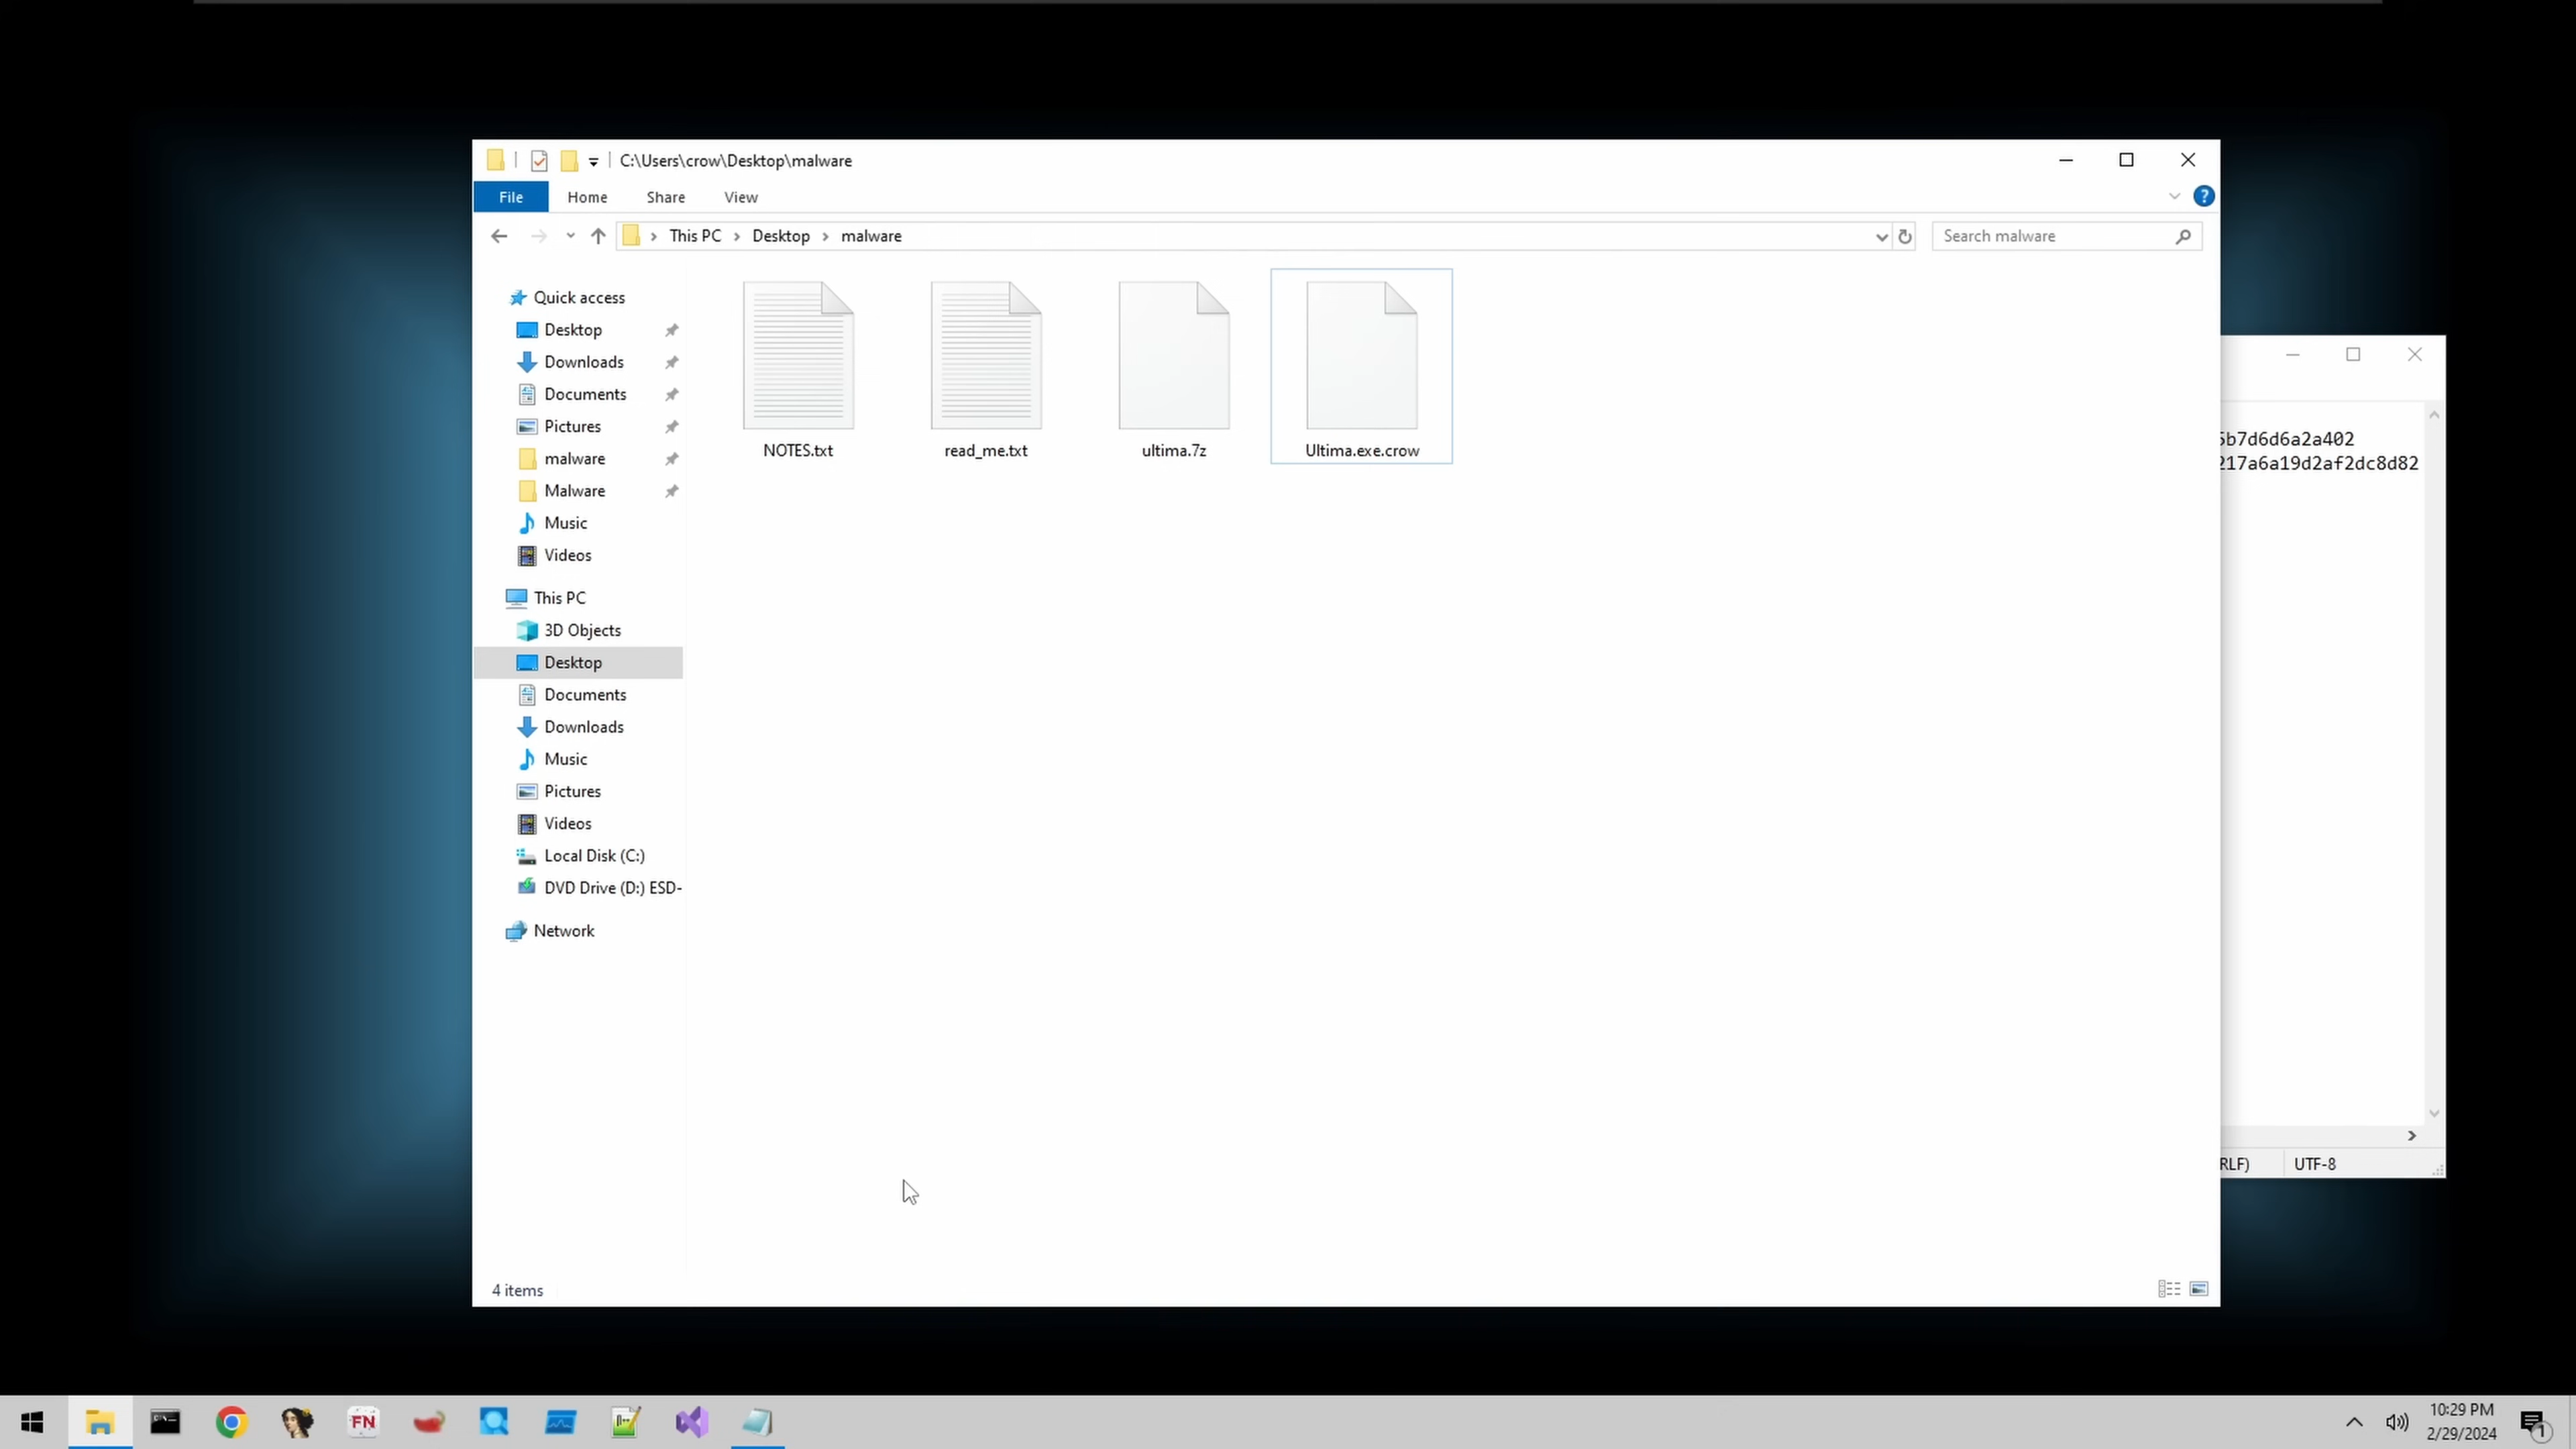 C:\Users\crow\Desktop\malware
File Home Share View
This PC Desktop malware
Search malware
Quick access
Desktop
Downloads
Documents
Pictures
malware
Malware
Music
Videos
This PC
3D Objects
Desktop
Documents
Downloads
Music
Pictures
Videos
Local Disk (C:)
DVD Drive (D:) ESD-
Network
NOTES.txt
read_me.txt
ultima.7z
Ultima.exe.crow
b7d6d6a2a402
217a6a19d2af2dc8d82
RLF)
UTF-8
4 items
FN
10:29 PM
2/29/2024
1